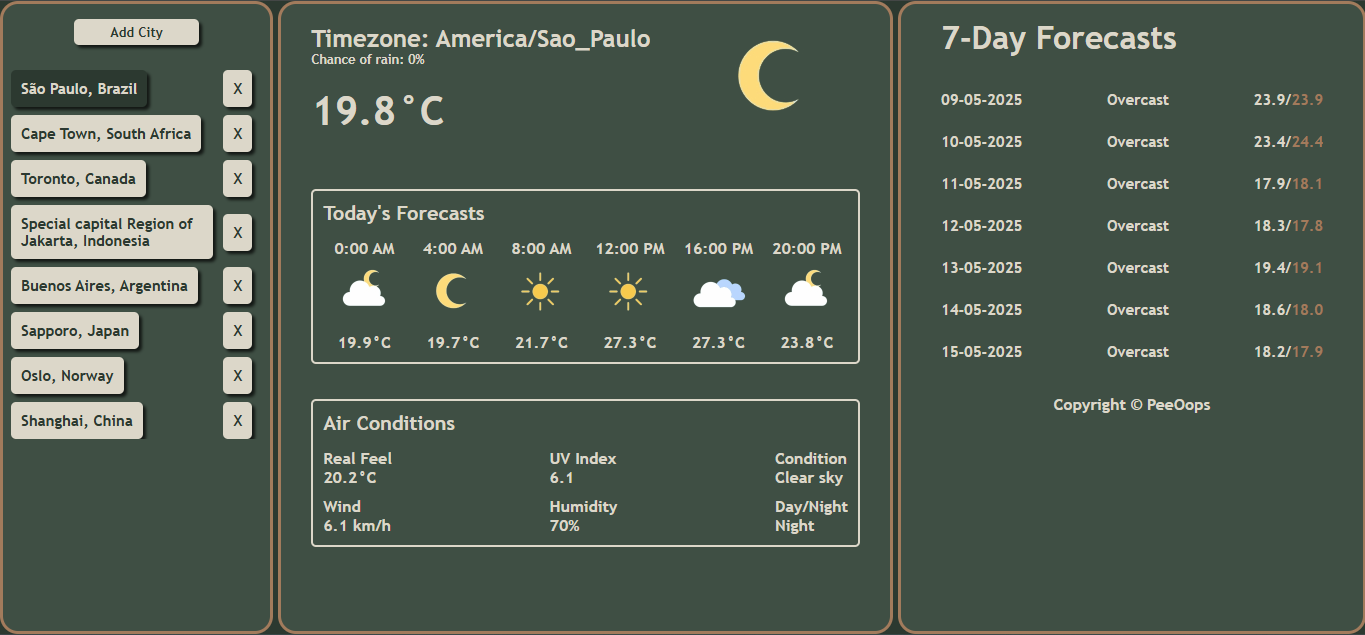 Add City
São Paulo, Brazil X
Cape Town, South Africa X
Toronto, Canada X
Special capital Region of
Jakarta, Indonesia X
Buenos Aires, Argentina X
Sapporo, Japan X
Oslo, Norway X
Shanghai, China X
Timezone: America/Sao_Paulo
Chance of rain: 0%
19.8°C
Today's Forecasts
0:00 AM 4:00 AM 8:00 AM 12:00 PM 16:00 PM 20:00 PM
19.9°C 19.7°C 21.7°C 27.3°C 27.3°C 23.8°C
Air Conditions
Real Feel UV Index Condition
20.2°C 6.1 Clear sky
Wind Humidity Day/Night
6.1 km/h 70% Night
7-Day Forecasts
09-05-2025 Overcast 23.9/23.9
10-05-2025 Overcast 23.4/24.4
11-05-2025 Overcast 17.9/18.1
12-05-2025 Overcast 18.3/17.8
13-05-2025 Overcast 19.4/19.1
14-05-2025 Overcast 18.6/18.0
15-05-2025 Overcast 18.2/17.9
Copyright © PeeOops